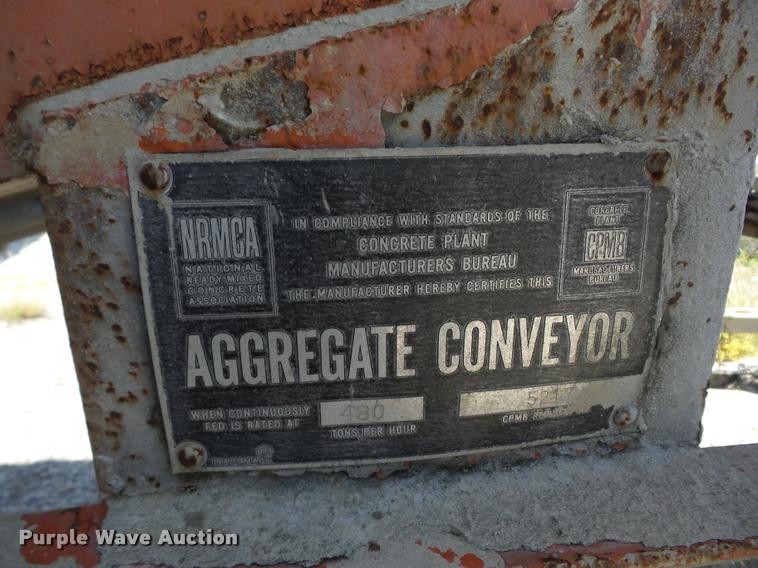 NRMCA
NATIONAL
READY MIXED
CONCRETE
ASSOCIATION
IN COMPLIANCE WITH STANDARDS OF THE
CONCRETE PLANT
MANUFACTURERS BUREAU
THE MANUFACTURER HEREBY CERTIFIES THIS
CONCRETE
PLANT
CPMB
MANUFACTURERS
BUREAU
AGGREGATE CONVEYOR
WHEN CONTINUOUSLY
FED IS RATED AT
480
TONS PER HOUR
CPMB
Purple Wave Auction